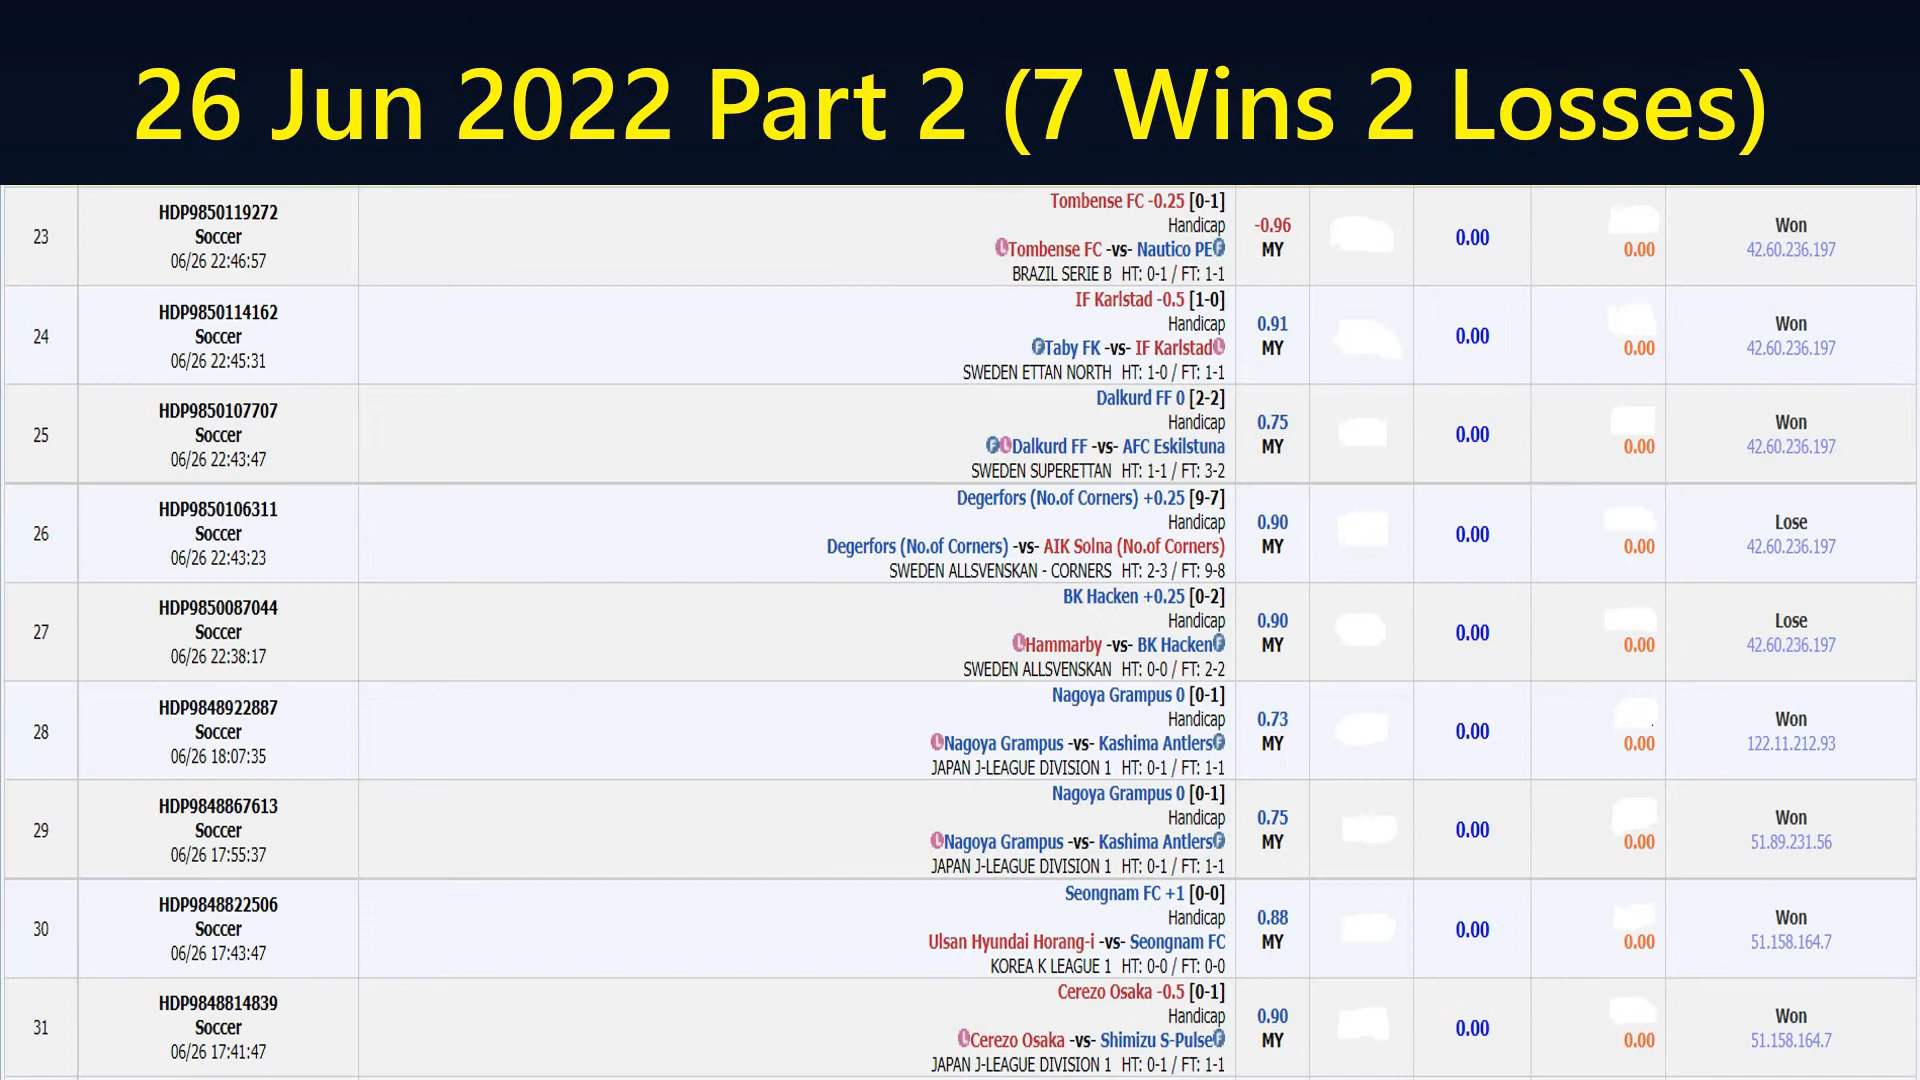 26 Jun 2022 Part 2 (7 Wins 2 Losses)
23
HDP9850119272
Soccer
06/26 22:46:57
Tombense FC -0.25 [0-1]
Handicap
L Tombense FC -vs- Nautico PE F
BRAZIL SERIE B HT: 0-1 / FT: 1-1
-0.96
MY
0.00
0.00
Won
42.60.236.197
24
HDP9850114162
Soccer
06/26 22:45:31
IF Karlstad -0.5 [1-0]
Handicap
F Taby FK -vs- IF Karlstad L
SWEDEN ETTAN NORTH HT: 1-0 / FT: 1-1
0.91
MY
0.00
0.00
Won
42.60.236.197
25
HDP9850107707
Soccer
06/26 22:43:47
Dalkurd FF 0 [2-2]
Handicap
F L Dalkurd FF -vs- AFC Eskilstuna
SWEDEN SUPERETTAN HT: 1-1 / FT: 3-2
0.75
MY
0.00
0.00
Won
42.60.236.197
26
HDP9850106311
Soccer
06/26 22:43:23
Degerfors (No.of Corners) +0.25 [9-7]
Handicap
Degerfors (No.of Corners) -vs- AIK Solna (No.of Corners)
SWEDEN ALLSVENSKAN - CORNERS HT: 2-3 / FT: 9-8
0.90
MY
0.00
0.00
Lose
42.60.236.197
27
HDP9850087044
Soccer
06/26 22:38:17
BK Hacken +0.25 [0-2]
Handicap
L Hammarby -vs- BK Hacken F
SWEDEN ALLSVENSKAN HT: 0-0 / FT: 2-2
0.90
MY
0.00
0.00
Lose
42.60.236.197
28
HDP9848922887
Soccer
06/26 18:07:35
Nagoya Grampus 0 [0-1]
Handicap
L Nagoya Grampus -vs- Kashima Antlers F
JAPAN J-LEAGUE DIVISION 1 HT: 0-1 / FT: 1-1
0.73
MY
0.00
0.00
Won
122.11.212.93
29
HDP9848867613
Soccer
06/26 17:55:37
Nagoya Grampus 0 [0-1]
Handicap
L Nagoya Grampus -vs- Kashima Antlers F
JAPAN J-LEAGUE DIVISION 1 HT: 0-1 / FT: 1-1
0.75
MY
0.00
0.00
Won
51.89.231.56
30
HDP9848822506
Soccer
06/26 17:43:47
Seongnam FC +1 [0-0]
Handicap
Ulsan Hyundai Horang-i -vs- Seongnam FC
KOREA K LEAGUE 1 HT: 0-0 / FT: 0-0
0.88
MY
0.00
0.00
Won
51.158.164.7
31
HDP9848814839
Soccer
06/26 17:41:47
Cerezo Osaka -0.5 [0-1]
Handicap
L Cerezo Osaka -vs- Shimizu S-Pulse F
JAPAN J-LEAGUE DIVISION 1 HT: 0-1 / FT: 1-1
0.90
MY
0.00
0.00
Won
51.158.164.7